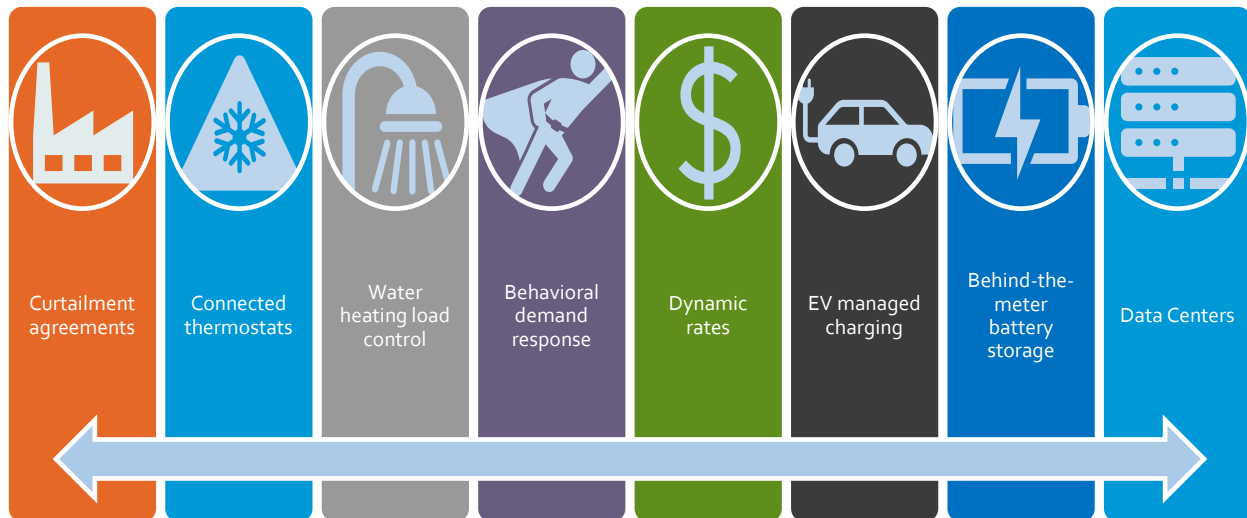 Curtailment
agreements
Connected
thermostats
Water
heating load
control
Behavioral
demand
response
Dynamic
rates
EV managed
charging
Behind-the-
meter
battery
storage
Data Centers